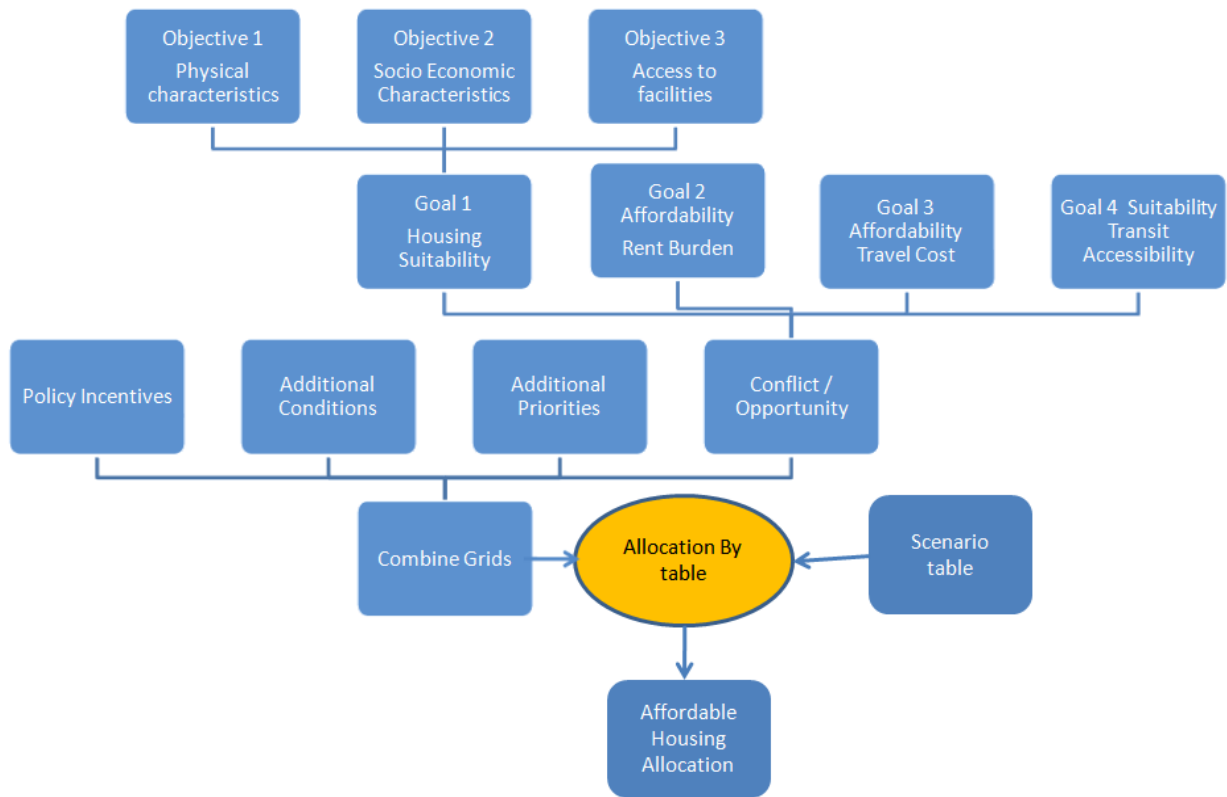 Objective 1
Physical
characteristics
Objective 2
Socio Economic
Characteristics
Objective 3
Access to
facilities
Goal 1
Housing
Suitability
Goal 2
Affordability
Rent Burden
Goal 3
Affordability
Travel Cost
Goal 4 Suitability
Transit
Accessibility
Policy Incentives
Additional
Conditions
Additional
Priorities
Conflict /
Opportunity
Combine Grids
Allocation By
table
Scenario
table
Affordable
Housing
Allocation